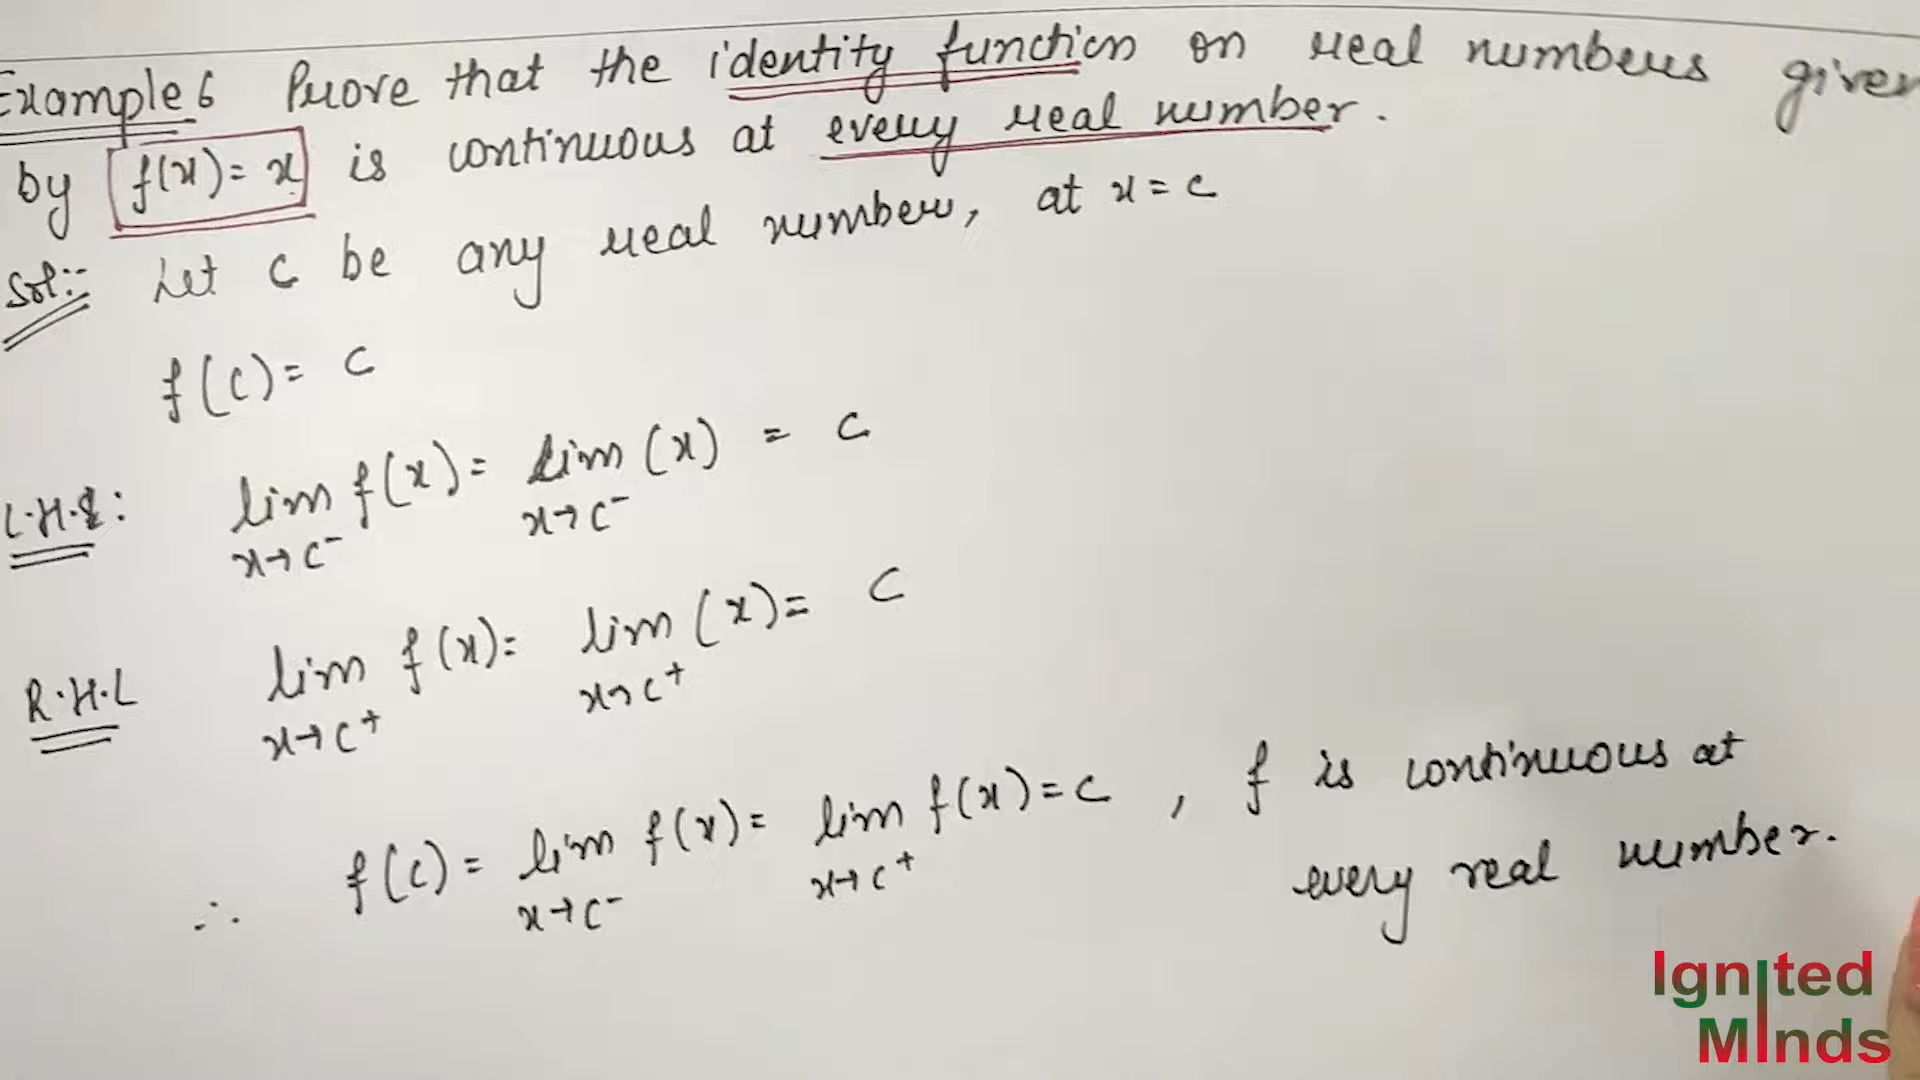 Example 6 Prove that the identity function on real numbers given
by f(x) = x is continuous at every real number.
Sol:- Let c be any real number, at x = c
f(c) = c
L.H.L: lim f(x) = lim (x) = c
x→c⁻ x→c⁻
R.H.L lim f(x) = lim (x) = c
x→c⁺ x→c⁺
∴ f(c) = lim f(x) = lim f(x) = c , f is continuous at
x→c⁻ x→c⁺ every real number.
Ignited
Minds